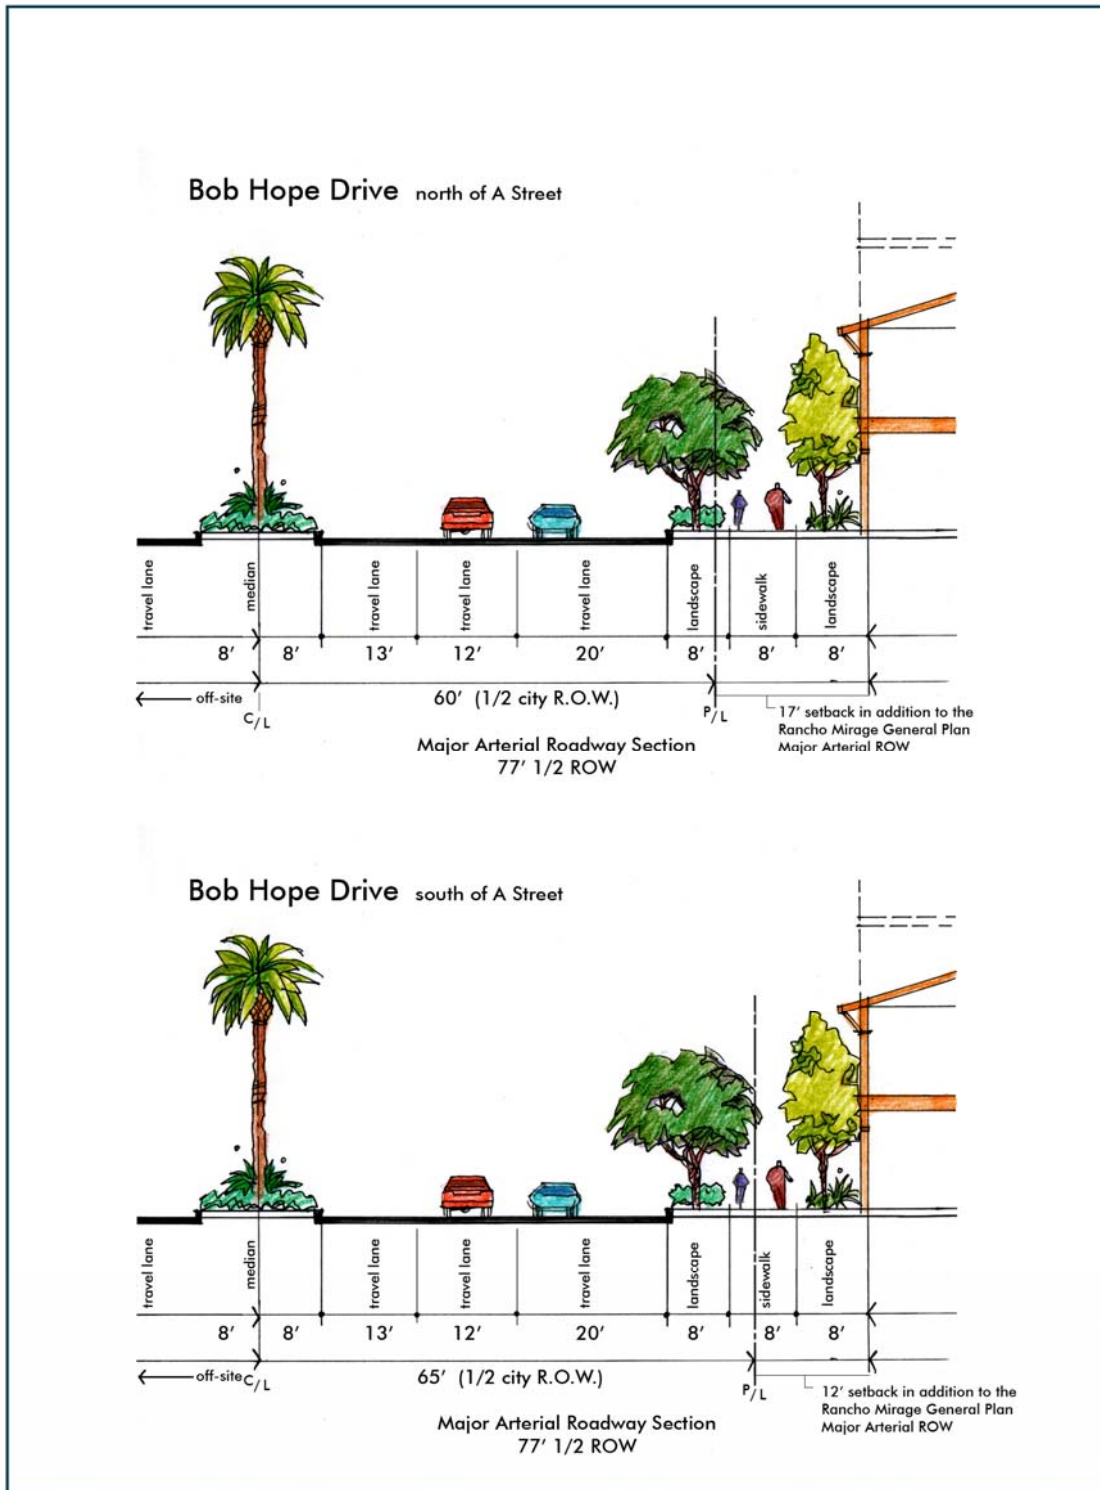 Bob Hope Drive north of A Street
travel lane
median
travel lane
travel lane
travel lane
landscape
sidewalk
landscape
8' 8' 13' 12' 20' 8' 8' 8'
off-site
C/L
60' (1/2 city R.O.W.)
P/L
17' setback in addition to the
Rancho Mirage General Plan
Major Arterial ROW
Major Arterial Roadway Section
77' 1/2 ROW
Bob Hope Drive south of A Street
travel lane
median
travel lane
travel lane
travel lane
landscape
sidewalk
landscape
8' 8' 13' 12' 20' 8' 8' 8'
off-site
C/L
65' (1/2 city R.O.W.)
P/L
12' setback in addition to the
Rancho Mirage General Plan
Major Arterial ROW
Major Arterial Roadway Section
77' 1/2 ROW